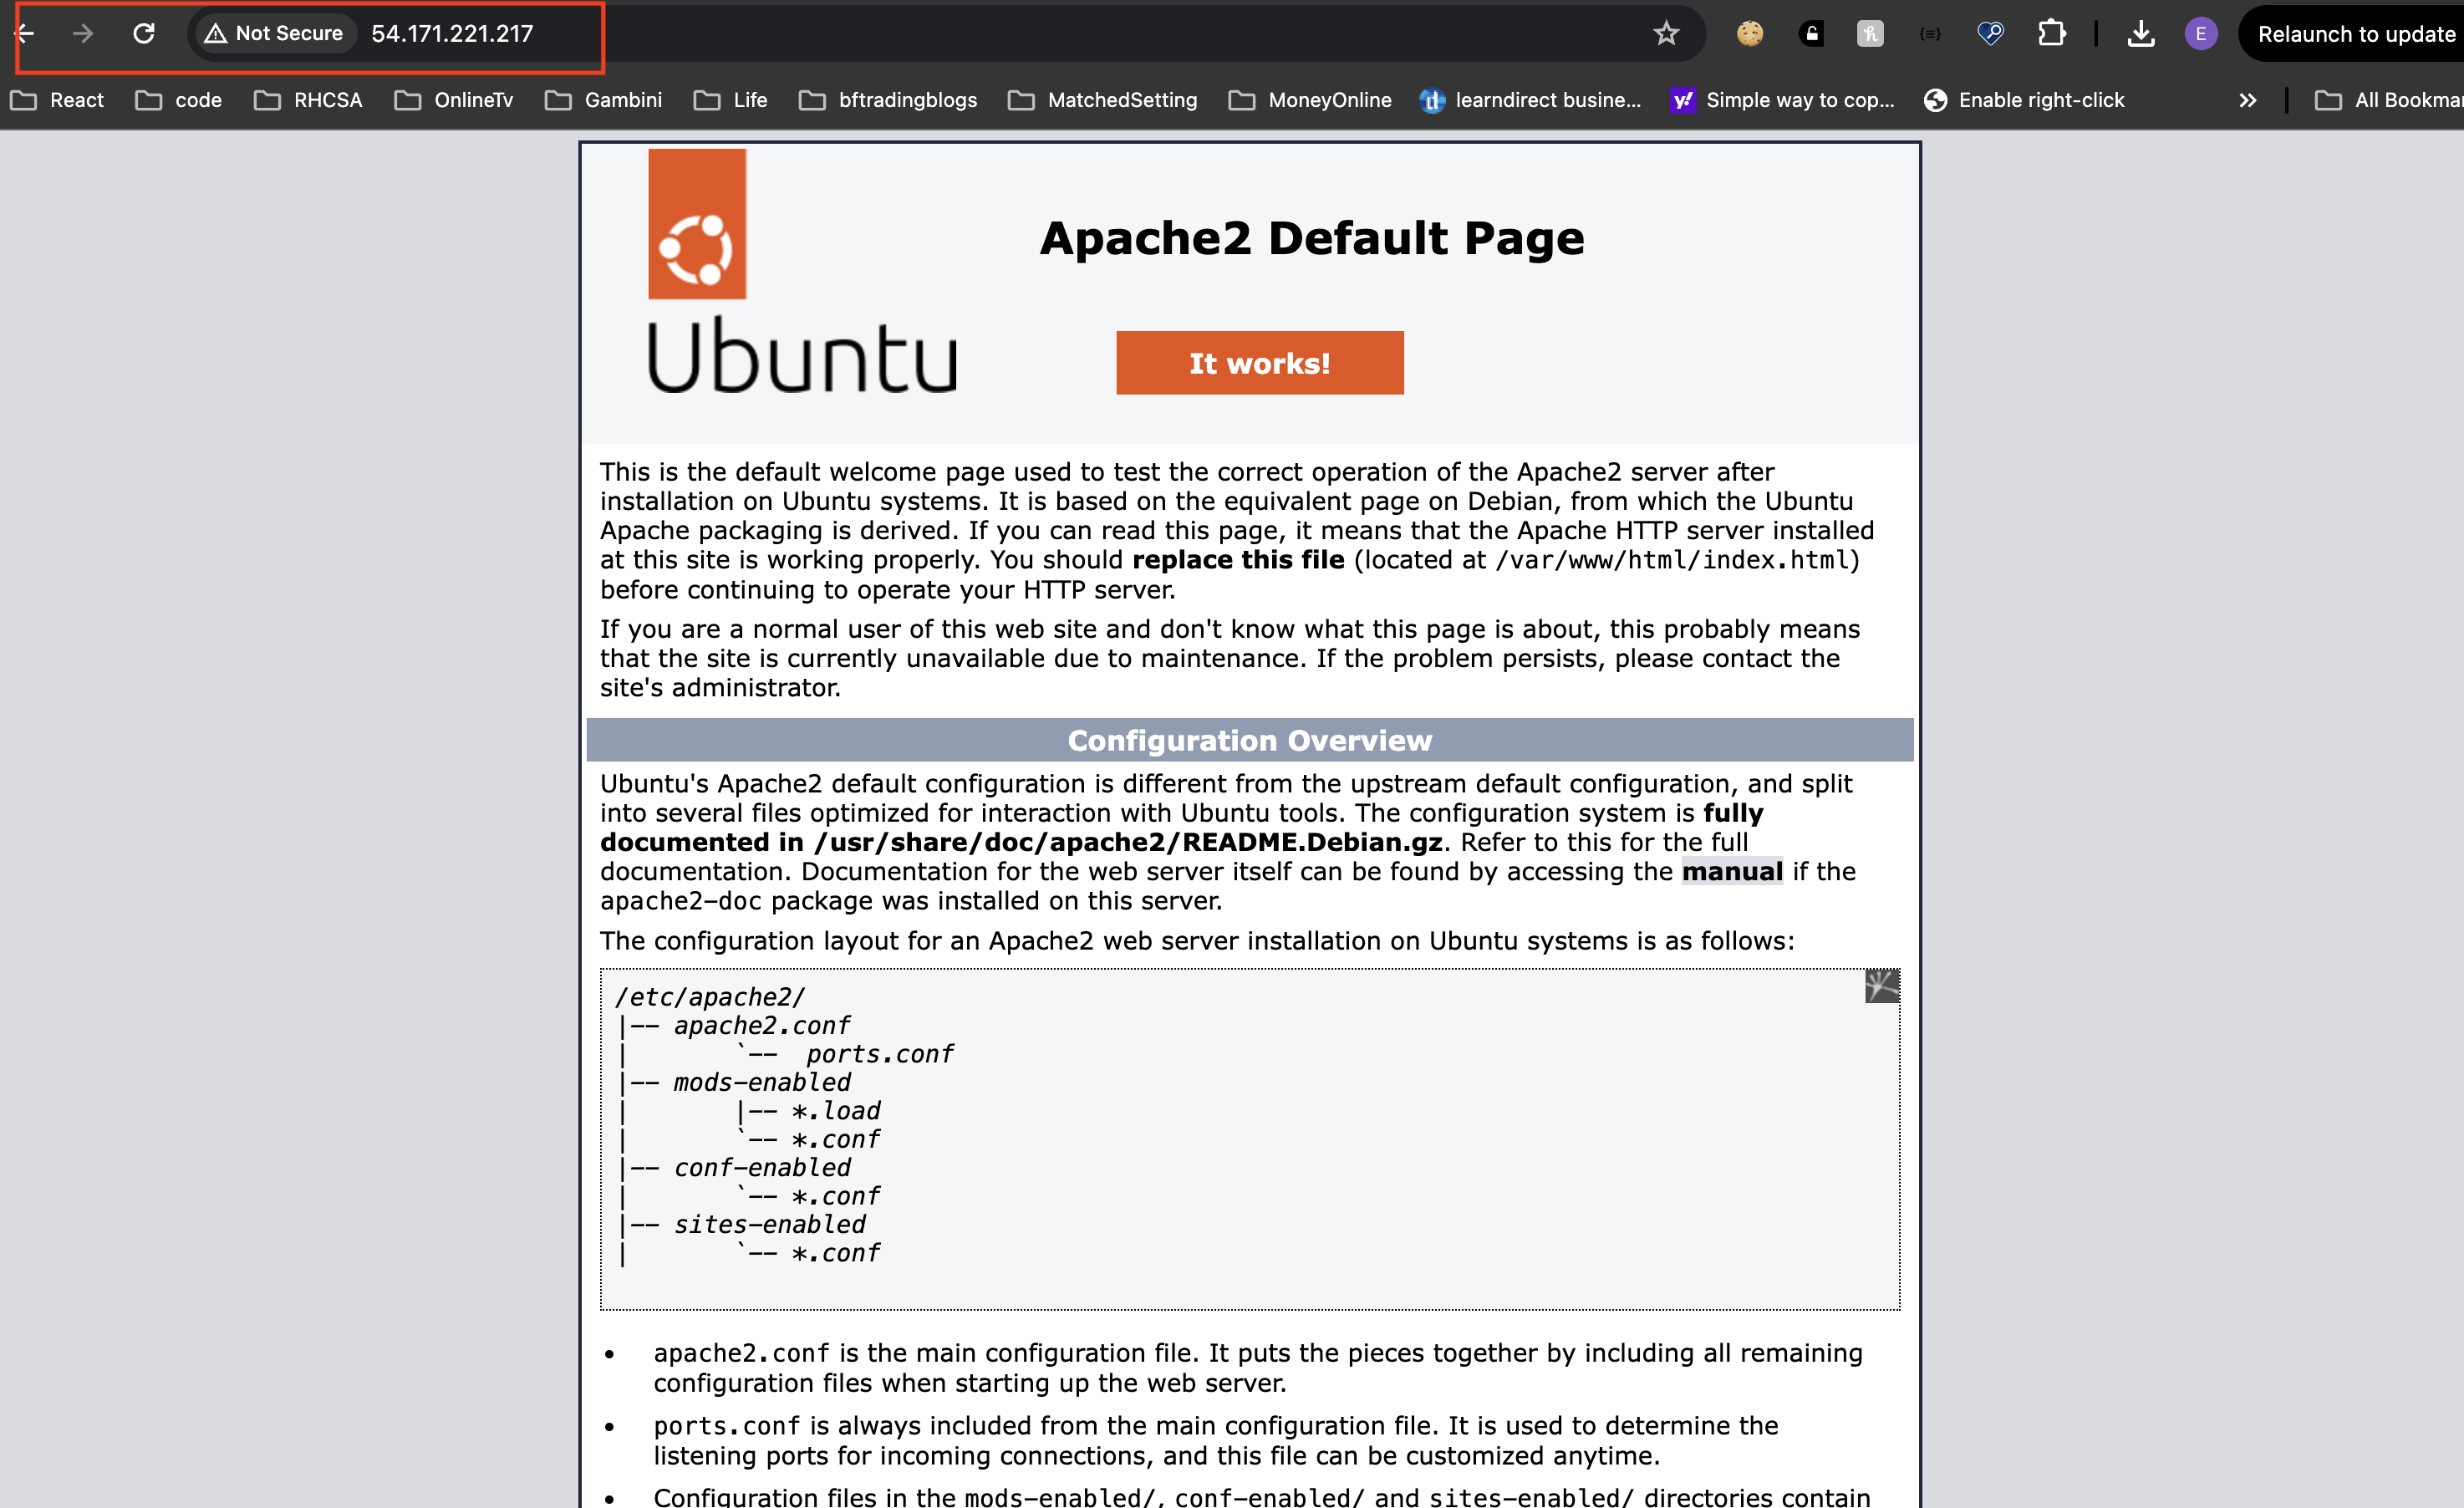 Not Secure 54.171.221.217 E Relaunch to update
React code RHCSA OnlineTv Gambini Life bftradingblogs MatchedSetting MoneyOnline learndirect busine... Simple way to cop... Enable right-click All Bookmar
Apache2 Default Page
Ubuntu
It works!
This is the default welcome page used to test the correct operation of the Apache2 server after
installation on Ubuntu systems. It is based on the equivalent page on Debian, from which the Ubuntu
Apache packaging is derived. If you can read this page, it means that the Apache HTTP server installed
at this site is working properly. You should replace this file (located at /var/www/html/index.html)
before continuing to operate your HTTP server.
If you are a normal user of this web site and don't know what this page is about, this probably means
that the site is currently unavailable due to maintenance. If the problem persists, please contact the
site's administrator.
Configuration Overview
Ubuntu's Apache2 default configuration is different from the upstream default configuration, and split
into several files optimized for interaction with Ubuntu tools. The configuration system is fully
documented in /usr/share/doc/apache2/README.Debian.gz. Refer to this for the full
documentation. Documentation for the web server itself can be found by accessing the manual if the
apache2-doc package was installed on this server.
The configuration layout for an Apache2 web server installation on Ubuntu systems is as follows:
/etc/apache2/
|-- apache2.conf
|       `--  ports.conf
|-- mods-enabled
|       |-- *.load
|       `-- *.conf
|-- conf-enabled
|       `-- *.conf
|-- sites-enabled
|       `-- *.conf
• apache2.conf is the main configuration file. It puts the pieces together by including all remaining
configuration files when starting up the web server.
• ports.conf is always included from the main configuration file. It is used to determine the
listening ports for incoming connections, and this file can be customized anytime.
• Configuration files in the mods-enabled/, conf-enabled/ and sites-enabled/ directories contain